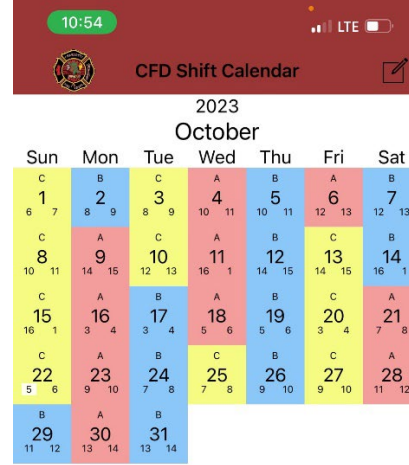 10:54 LTE
CFD Shift Calendar
2023
October
Sun Mon Tue Wed Thu Fri Sat
C B C A B A B
1 2 3 4 5 6 7
6 7 8 9 8 9 10 11 10 11 12 13 12 13
C A C A B C B
8 9 10 11 12 13 14
10 11 14 15 12 13 16 1 14 15 14 15 16 1
C A B A B C A
15 16 17 18 19 20 21
16 1 3 4 3 4 5 6 5 6 3 4 7 8
C A B C B C A
22 23 24 25 26 27 28
5 6 9 10 7 8 7 8 9 10 9 10 11 12
B A B
29 30 31
11 12 13 14 13 14